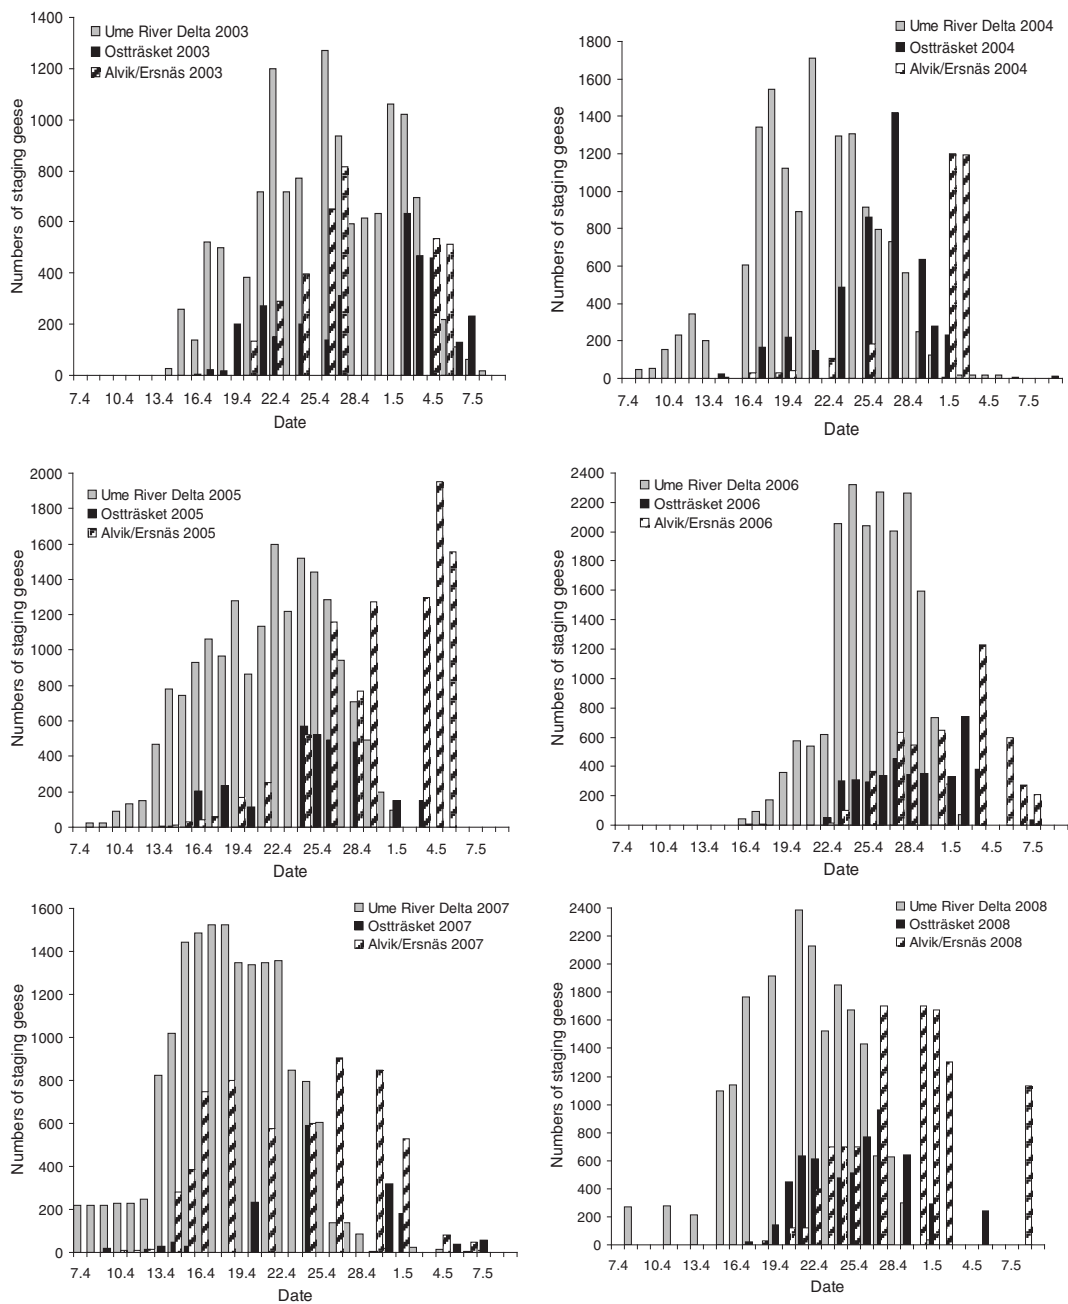 Numbers of staging geese
1400
1200
1000
800
600
400
200
0
Ume River Delta 2003
Ostträsket 2003
Alvik/Ersnäs 2003
7.4 10.4 13.4 16.4 19.4 22.4 25.4 28.4 1.5 4.5 7.5
Date
Numbers of staging geese
1800
1600
1400
1200
1000
800
600
400
200
0
Ume River Delta 2004
Ostträsket 2004
Alvik/Ersnäs 2004
7.4 10.4 13.4 16.4 19.4 22.4 25.4 28.4 1.5 4.5 7.5
Date
Numbers of staging geese
2000
1800
1600
1400
1200
1000
800
600
400
200
0
Ume River Delta 2005
Ostträsket 2005
Alvik/Ersnäs 2005
7.4 10.4 13.4 16.4 19.4 22.4 25.4 28.4 1.5 4.5 7.5
Date
Numbers of staging geese
2400
2200
2000
1800
1600
1400
1200
1000
800
600
400
200
0
Ume River Delta 2006
Ostträsket 2006
Alvik/Ersnäs 2006
7.4 10.4 13.4 16.4 19.4 22.4 25.4 28.4 1.5 4.5 7.5
Date
Numbers of staging geese
1600
1400
1200
1000
800
600
400
200
0
Ume River Delta 2007
Ostträsket 2007
Alvik/Ersnäs 2007
7.4 10.4 13.4 16.4 19.4 22.4 25.4 28.4 1.5 4.5 7.5
Date
Numbers of staging geese
2400
2200
2000
1800
1600
1400
1200
1000
800
600
400
200
0
Ume River Delta 2008
Ostträsket 2008
Alvik/Ersnäs 2008
7.4 10.4 13.4 16.4 19.4 22.4 25.4 28.4 1.5 4.5 7.5
Date